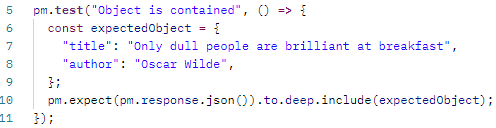 5 pm.test("Object is contained", () => {
6 const expectedObject = {
7 "title": "Only dull people are brilliant at breakfast",
8 "author": "Oscar Wilde",
9 };
10 pm.expect(pm.response.json()).to.deep.include(expectedObject);
11 });